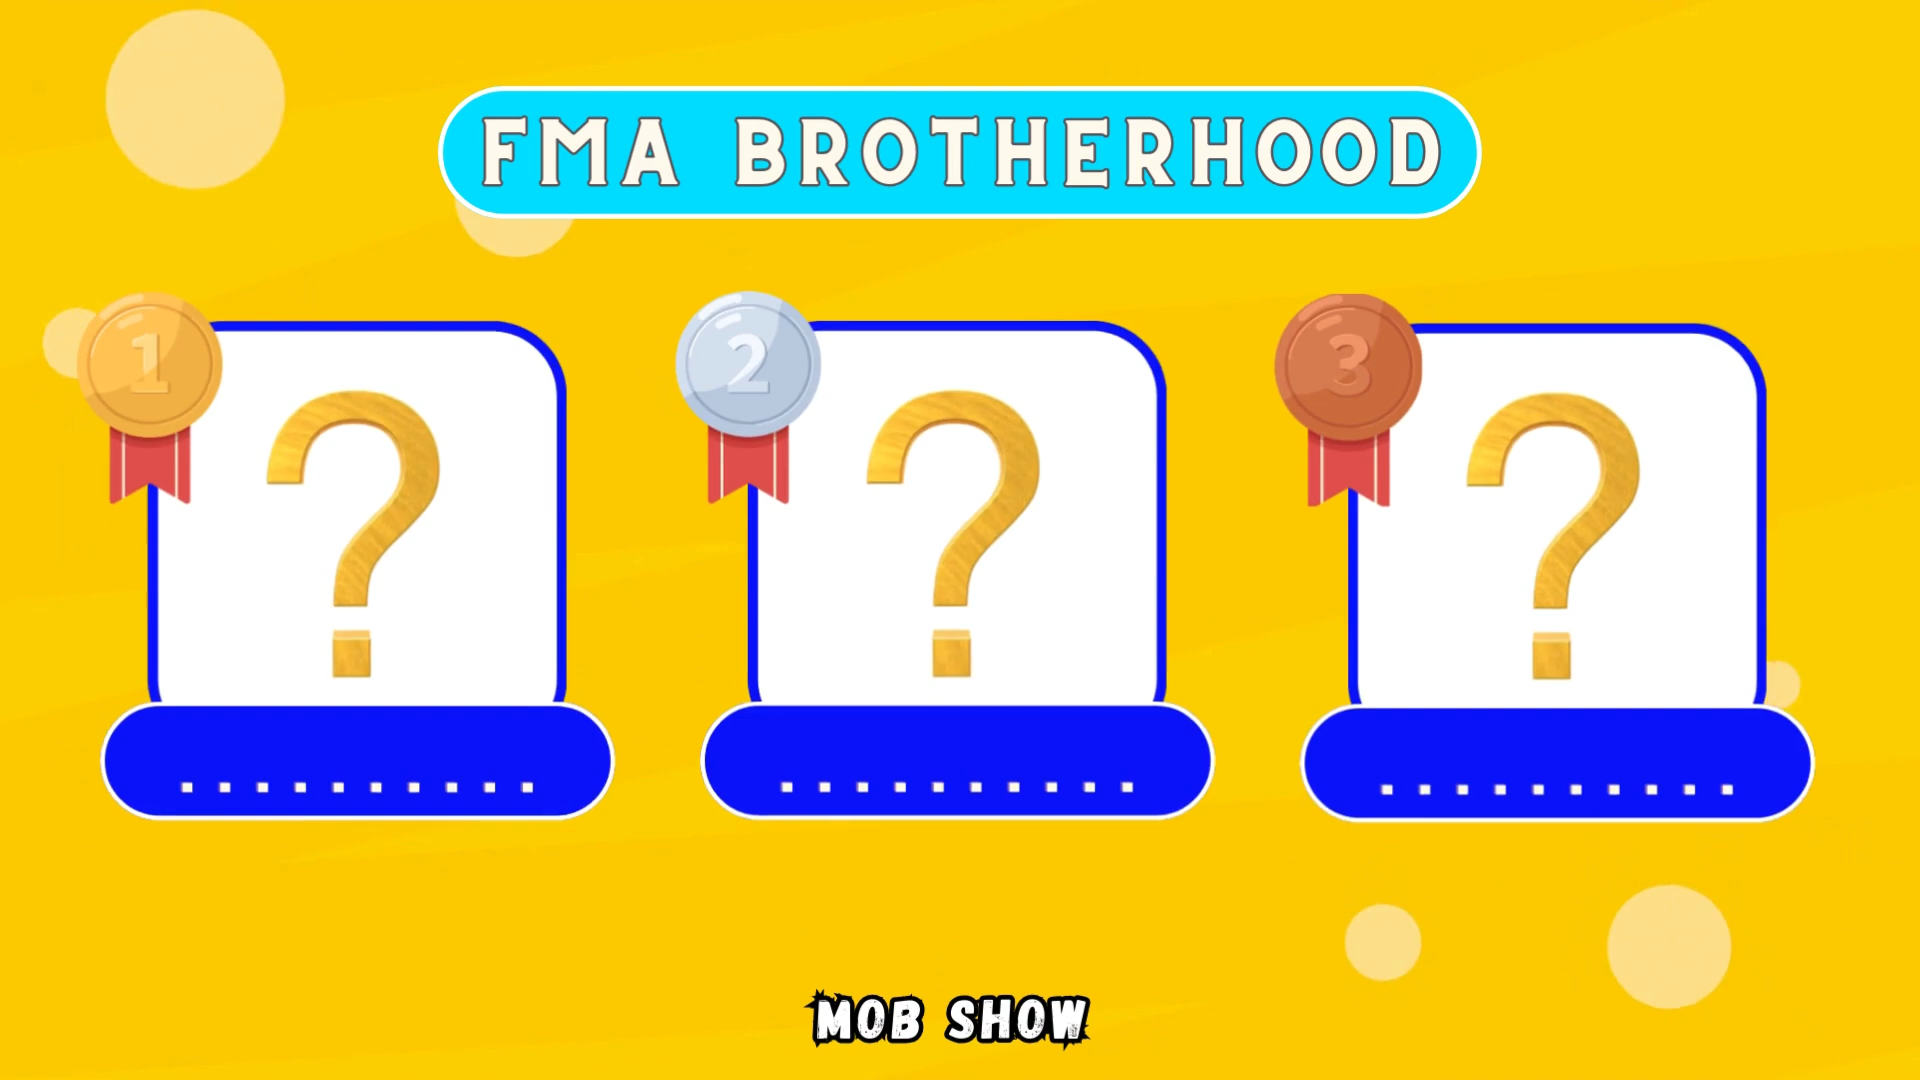 FMA BROTHERHOOD
1
2
3
? ? ?
. . . . . . . . . .
. . . . . . . . . .
. . . . . . . . . .
MOB SHOW